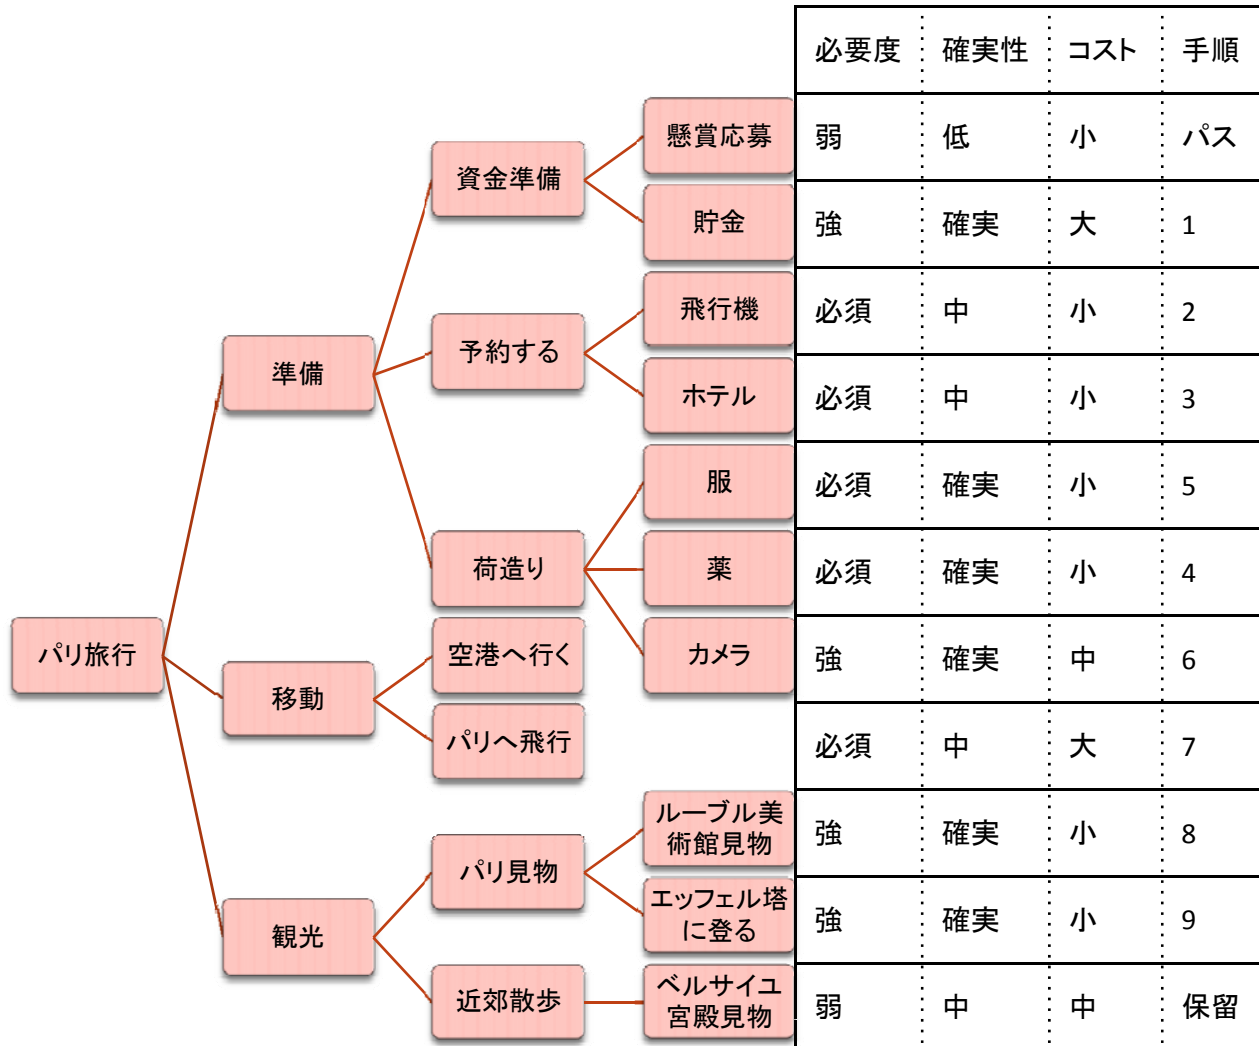 必要度 確実性 コスト 手順
懸賞応募 弱 低 小 パス
資金準備
貯金 強 確実 大 1
飛行機 必須 中 小 2
準備 予約する
ホテル 必須 中 小 3
服 必須 確実 小 5
荷造り 薬 必須 確実 小 4
パリ旅行 空港へ行く カメラ 強 確実 中 6
移動
パリへ飛行 必須 中 大 7
ルーブル美
術館見物 強 確実 小 8
パリ見物
エッフェル塔
に登る 強 確実 小 9
観光
近郊散歩
ベルサイユ
宮殿見物 弱 中 中 保留